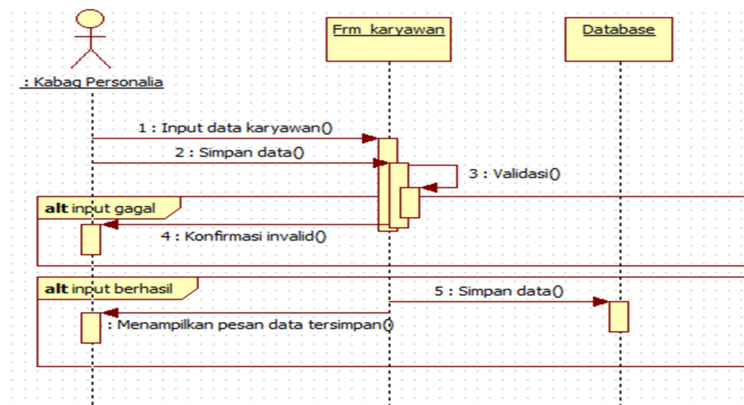 Frm_karyawan
Database
: Kabag Personalia
1 : Input data karyawan()
2 : Simpan data()
3 : Validasi()
alt input gagal
4 : Konfirmasi invalid()
alt input berhasil
5 : Simpan data()
: Menampilkan pesan data tersimpan()